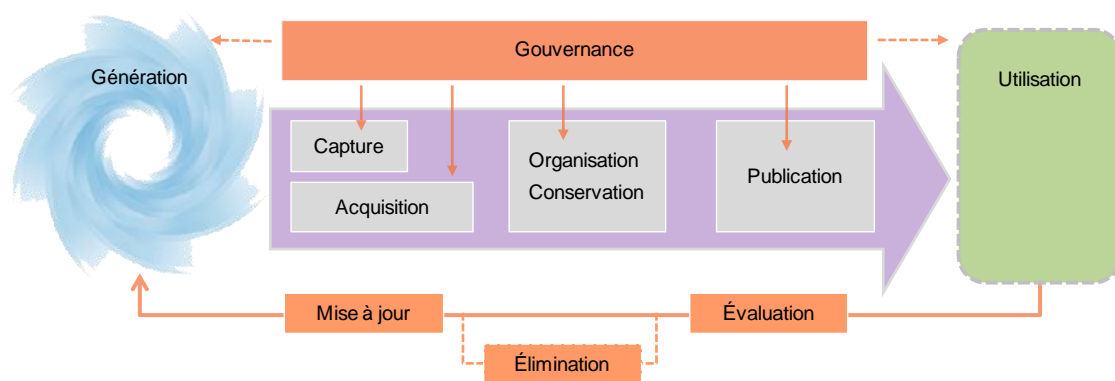 Gouvernance
Génération
Utilisation
Capture
Acquisition
Organisation
Conservation
Publication
Mise à jour
Évaluation
Élimination